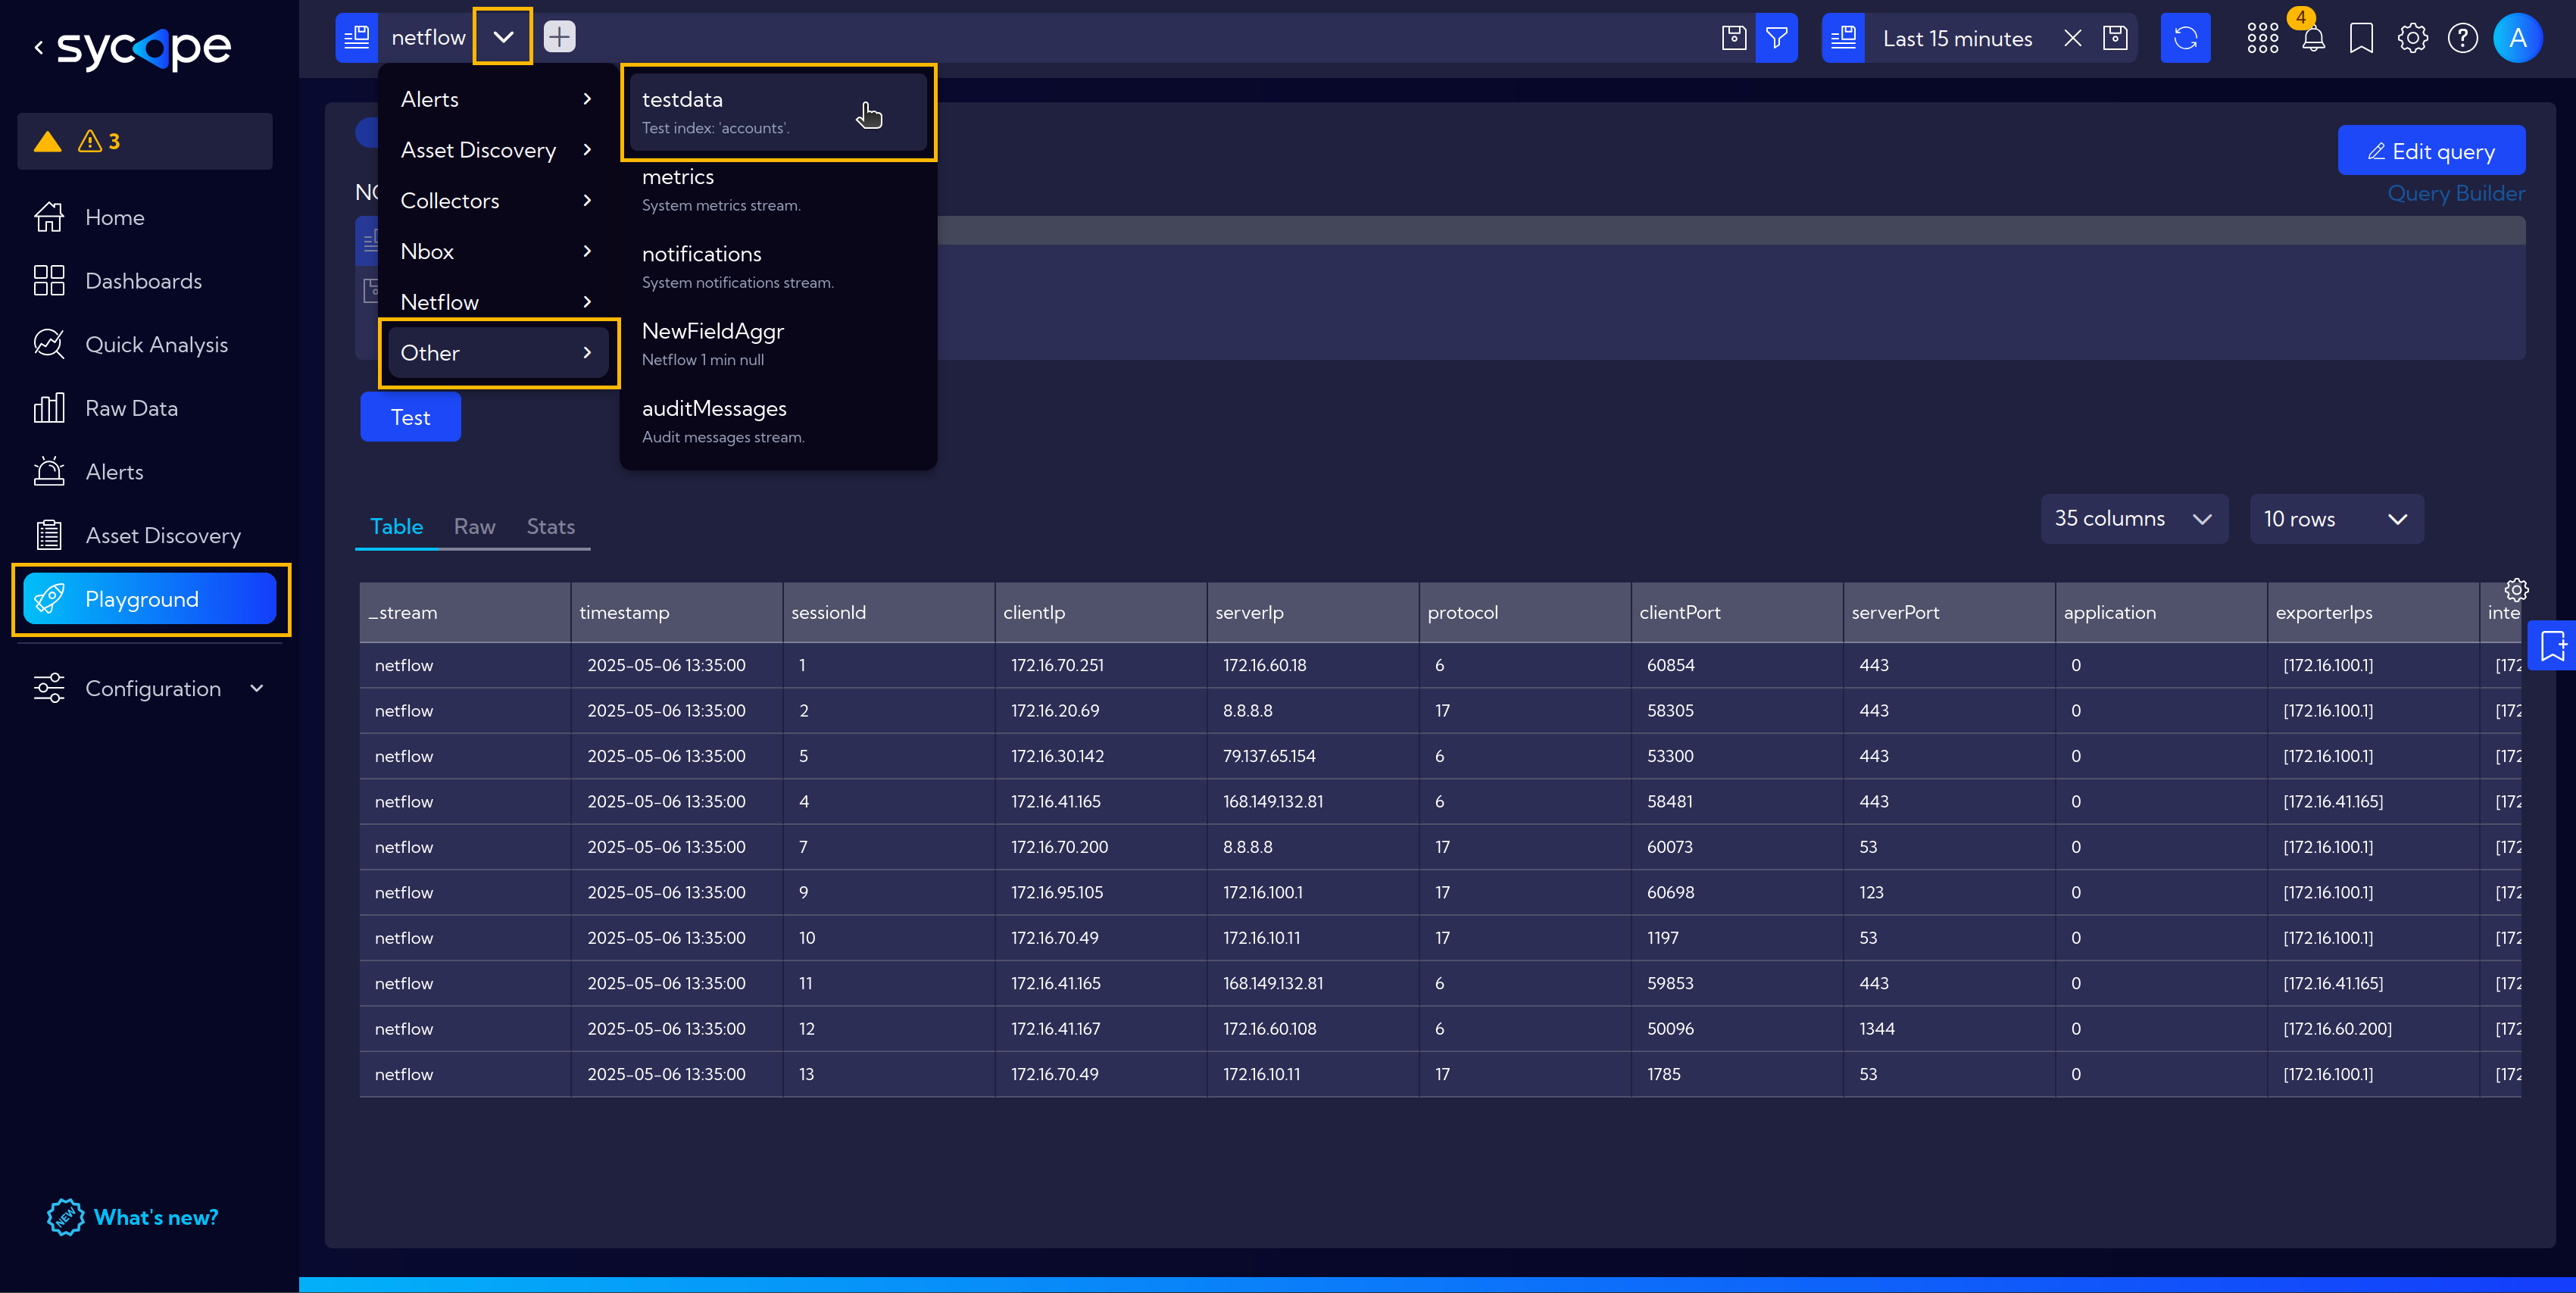 sycope
netflow
Last 15 minutes
4
A
3
Home
Dashboards
Quick Analysis
Raw Data
Alerts
Asset Discovery
Playground
Configuration
NEW
What's new?
Alerts
Asset Discovery
Collectors
Nbox
Netflow
Other
testdata
Test index: 'accounts'.
metrics
System metrics stream.
notifications
System notifications stream.
NewFieldAggr
Netflow 1 min null
auditMessages
Audit messages stream.
Edit query
Query Builder
Test
Table Raw Stats
35 columns
10 rows
_stream timestamp sessionId clientIp serverIp protocol clientPort serverPort application exporterIps inte
netflow 2025-05-06 13:35:00 1 172.16.70.251 172.16.60.18 6 60854 443 0 [172.16.100.1] [172
netflow 2025-05-06 13:35:00 2 172.16.20.69 8.8.8.8 17 58305 443 0 [172.16.100.1] [172
netflow 2025-05-06 13:35:00 5 172.16.30.142 79.137.65.154 6 53300 443 0 [172.16.100.1] [172
netflow 2025-05-06 13:35:00 4 172.16.41.165 168.149.132.81 6 58481 443 0 [172.16.41.165] [172
netflow 2025-05-06 13:35:00 7 172.16.70.200 8.8.8.8 17 60073 53 0 [172.16.100.1] [172
netflow 2025-05-06 13:35:00 9 172.16.95.105 172.16.100.1 17 60698 123 0 [172.16.100.1] [172
netflow 2025-05-06 13:35:00 10 172.16.70.49 172.16.10.11 17 1197 53 0 [172.16.100.1] [172
netflow 2025-05-06 13:35:00 11 172.16.41.165 168.149.132.81 6 59853 443 0 [172.16.41.165] [172
netflow 2025-05-06 13:35:00 12 172.16.41.167 172.16.60.108 6 50096 1344 0 [172.16.60.200] [172
netflow 2025-05-06 13:35:00 13 172.16.70.49 172.16.10.11 17 1785 53 0 [172.16.100.1] [172